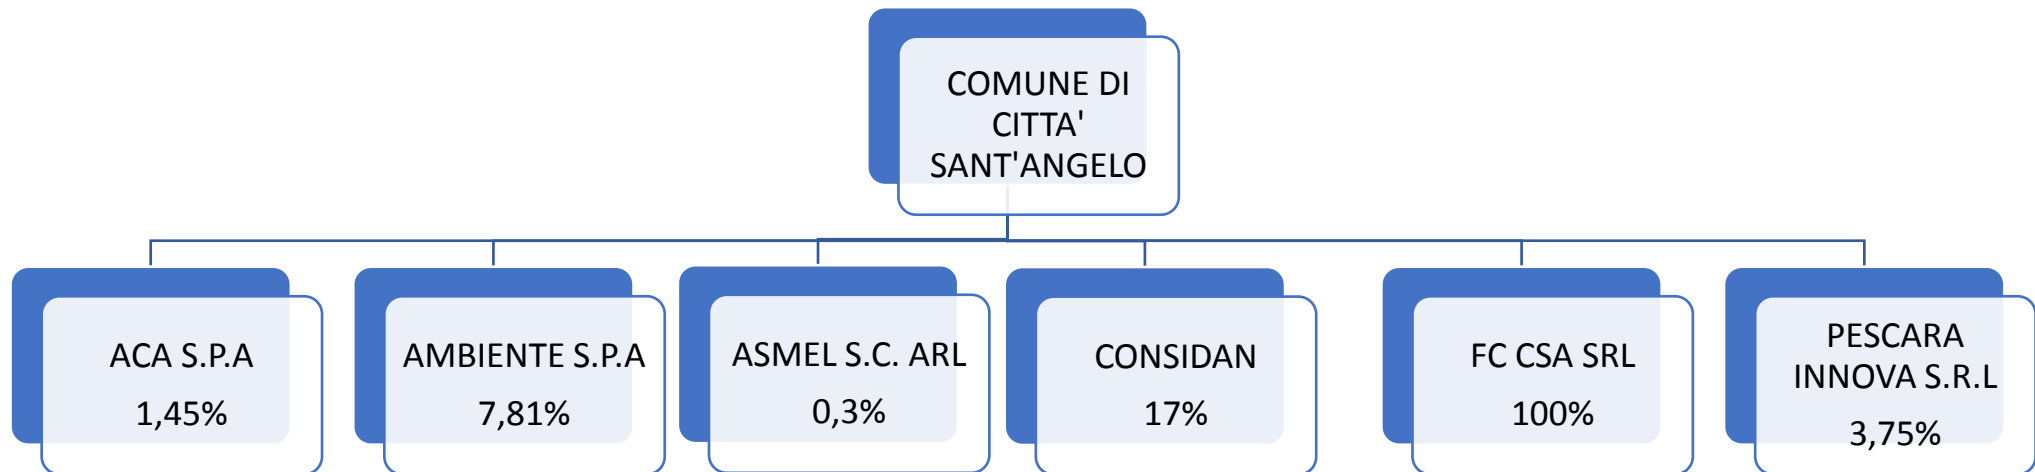 COMUNE DI
CITTA'
SANT'ANGELO
ACA S.P.A
1,45%
AMBIENTE S.P.A
7,81%
ASMEL S.C. ARL
0,3%
CONSIDAN
17%
FC CSA SRL
100%
PESCARA
INNOVA S.R.L
3,75%